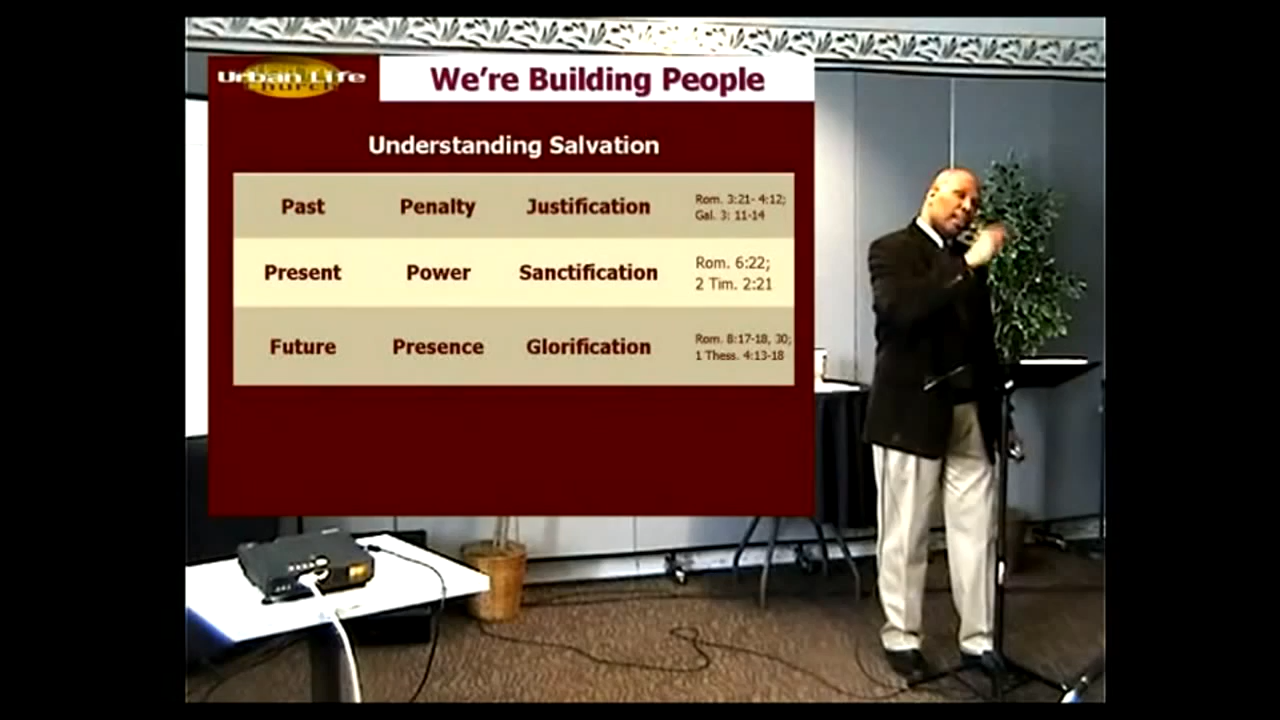 Urban Life
Church
We're Building People
Understanding Salvation
Past Penalty Justification Rom. 3:21- 4:12;
Gal. 3: 11-14
Present Power Sanctification Rom. 6:22;
2 Tim. 2:21
Future Presence Glorification Rom. 8:17-18, 30;
1 Thess. 4:13-18